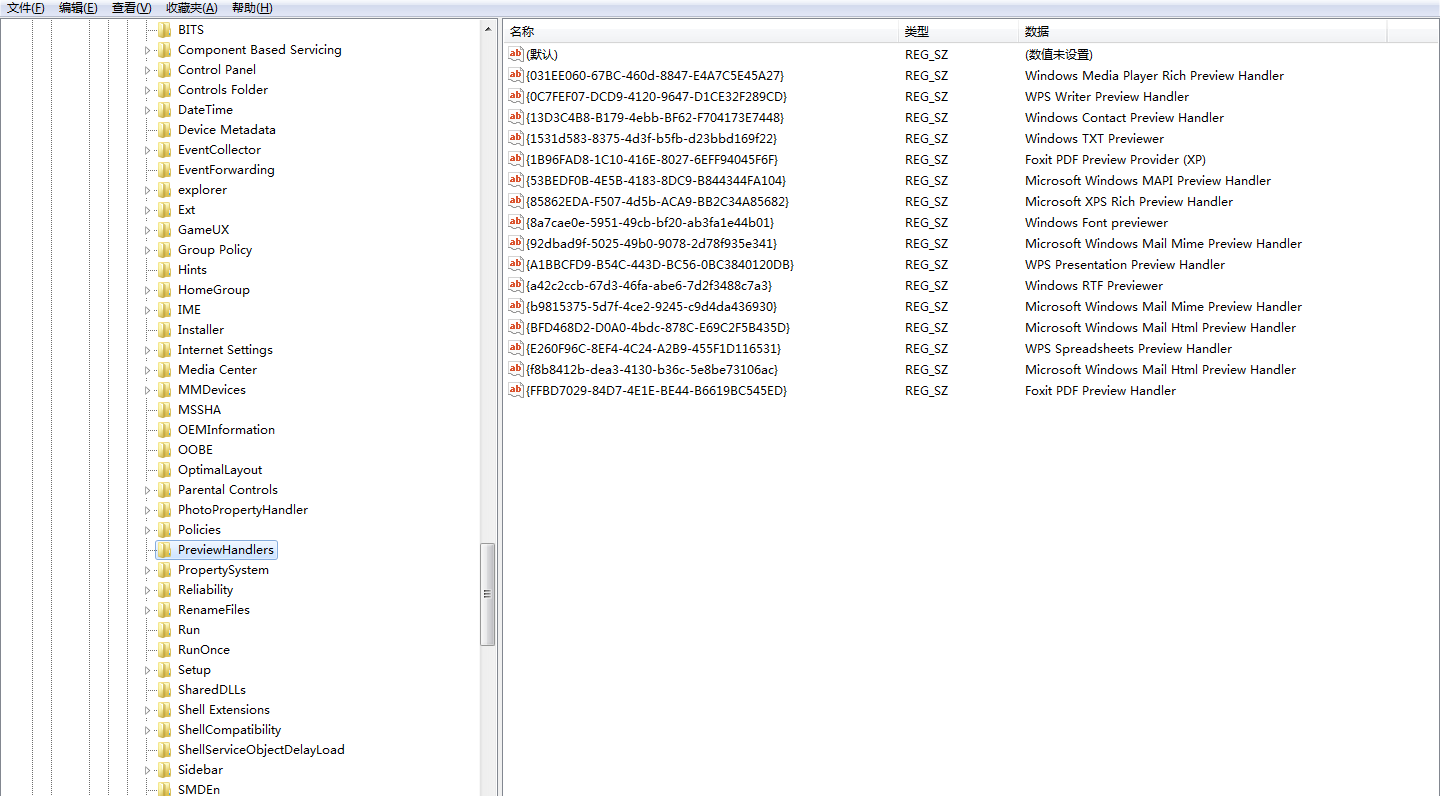 文件(F) 编辑(E) 查看(V) 收藏夹(A) 帮助(H)
BITS
Component Based Servicing
Control Panel
Controls Folder
DateTime
Device Metadata
EventCollector
EventForwarding
explorer
Ext
GameUX
Group Policy
Hints
HomeGroup
IME
Installer
Internet Settings
Media Center
MMDevices
MSSHA
OEMInformation
OOBE
OptimalLayout
Parental Controls
PhotoPropertyHandler
Policies
PreviewHandlers
PropertySystem
Reliability
RenameFiles
Run
RunOnce
Setup
SharedDLLs
Shell Extensions
ShellCompatibility
ShellServiceObjectDelayLoad
Sidebar
SMDEn
名称 类型 数据
(默认) REG_SZ (数值未设置)
{031EE060-67BC-460d-8847-E4A7C5E45A27} REG_SZ Windows Media Player Rich Preview Handler
{0C7FEF07-DCD9-4120-9647-D1CE32F289CD} REG_SZ WPS Writer Preview Handler
{13D3C4B8-B179-4ebb-BF62-F704173E7448} REG_SZ Windows Contact Preview Handler
{1531d583-8375-4d3f-b5fb-d23bbd169f22} REG_SZ Windows TXT Previewer
{1B96FAD8-1C10-416E-8027-6EFF94045F6F} REG_SZ Foxit PDF Preview Provider (XP)
{53BEDF0B-4E5B-4183-8DC9-B844344FA104} REG_SZ Microsoft Windows MAPI Preview Handler
{85862EDA-F507-4d5b-ACA9-BB2C34A85682} REG_SZ Microsoft XPS Rich Preview Handler
{8a7cae0e-5951-49cb-bf20-ab3fa1e44b01} REG_SZ Windows Font previewer
{92dbad9f-5025-49b0-9078-2d78f935e341} REG_SZ Microsoft Windows Mail Mime Preview Handler
{A1BBCFD9-B54C-443D-BC56-0BC3840120DB} REG_SZ WPS Presentation Preview Handler
{a42c2ccb-67d3-46fa-abe6-7d2f3488c7a3} REG_SZ Windows RTF Previewer
{b9815375-5d7f-4ce2-9245-c9d4da436930} REG_SZ Microsoft Windows Mail Mime Preview Handler
{BFD468D2-D0A0-4bdc-878C-E69C2F5B435D} REG_SZ Microsoft Windows Mail Html Preview Handler
{E260F96C-8EF4-4C24-A2B9-455F1D116531} REG_SZ WPS Spreadsheets Preview Handler
{f8b8412b-dea3-4130-b36c-5e8be73106ac} REG_SZ Microsoft Windows Mail Html Preview Handler
{FFBD7029-84D7-4E1E-BE44-B6619BC545ED} REG_SZ Foxit PDF Preview Handler